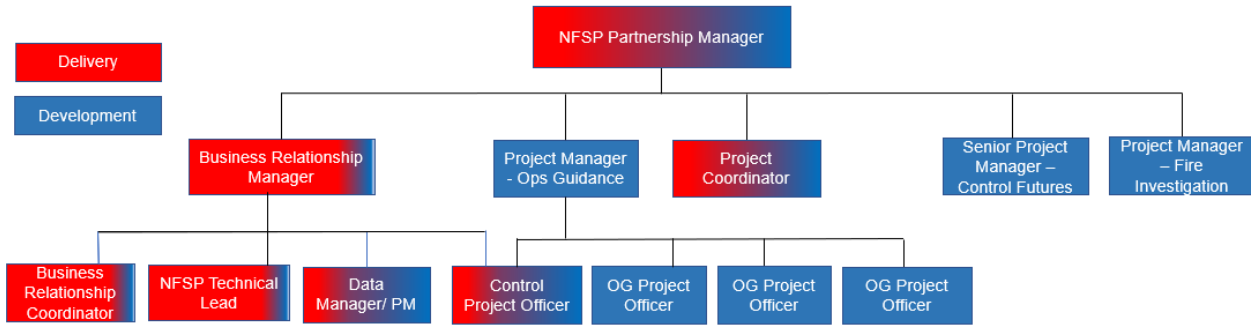 NFSP Partnership Manager
Delivery
Development
Business Relationship
Manager
Project Manager
- Ops Guidance
Project
Coordinator
Senior Project
Manager –
Control Futures
Project Manager
– Fire
Investigation
Business
Relationship
Coordinator
NFSP Technical
Lead
Data
Manager/ PM
Control
Project Officer
OG Project
Officer
OG Project
Officer
OG Project
Officer